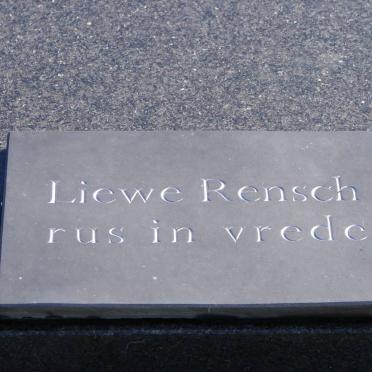 Liewe Rensch
rus in vrede